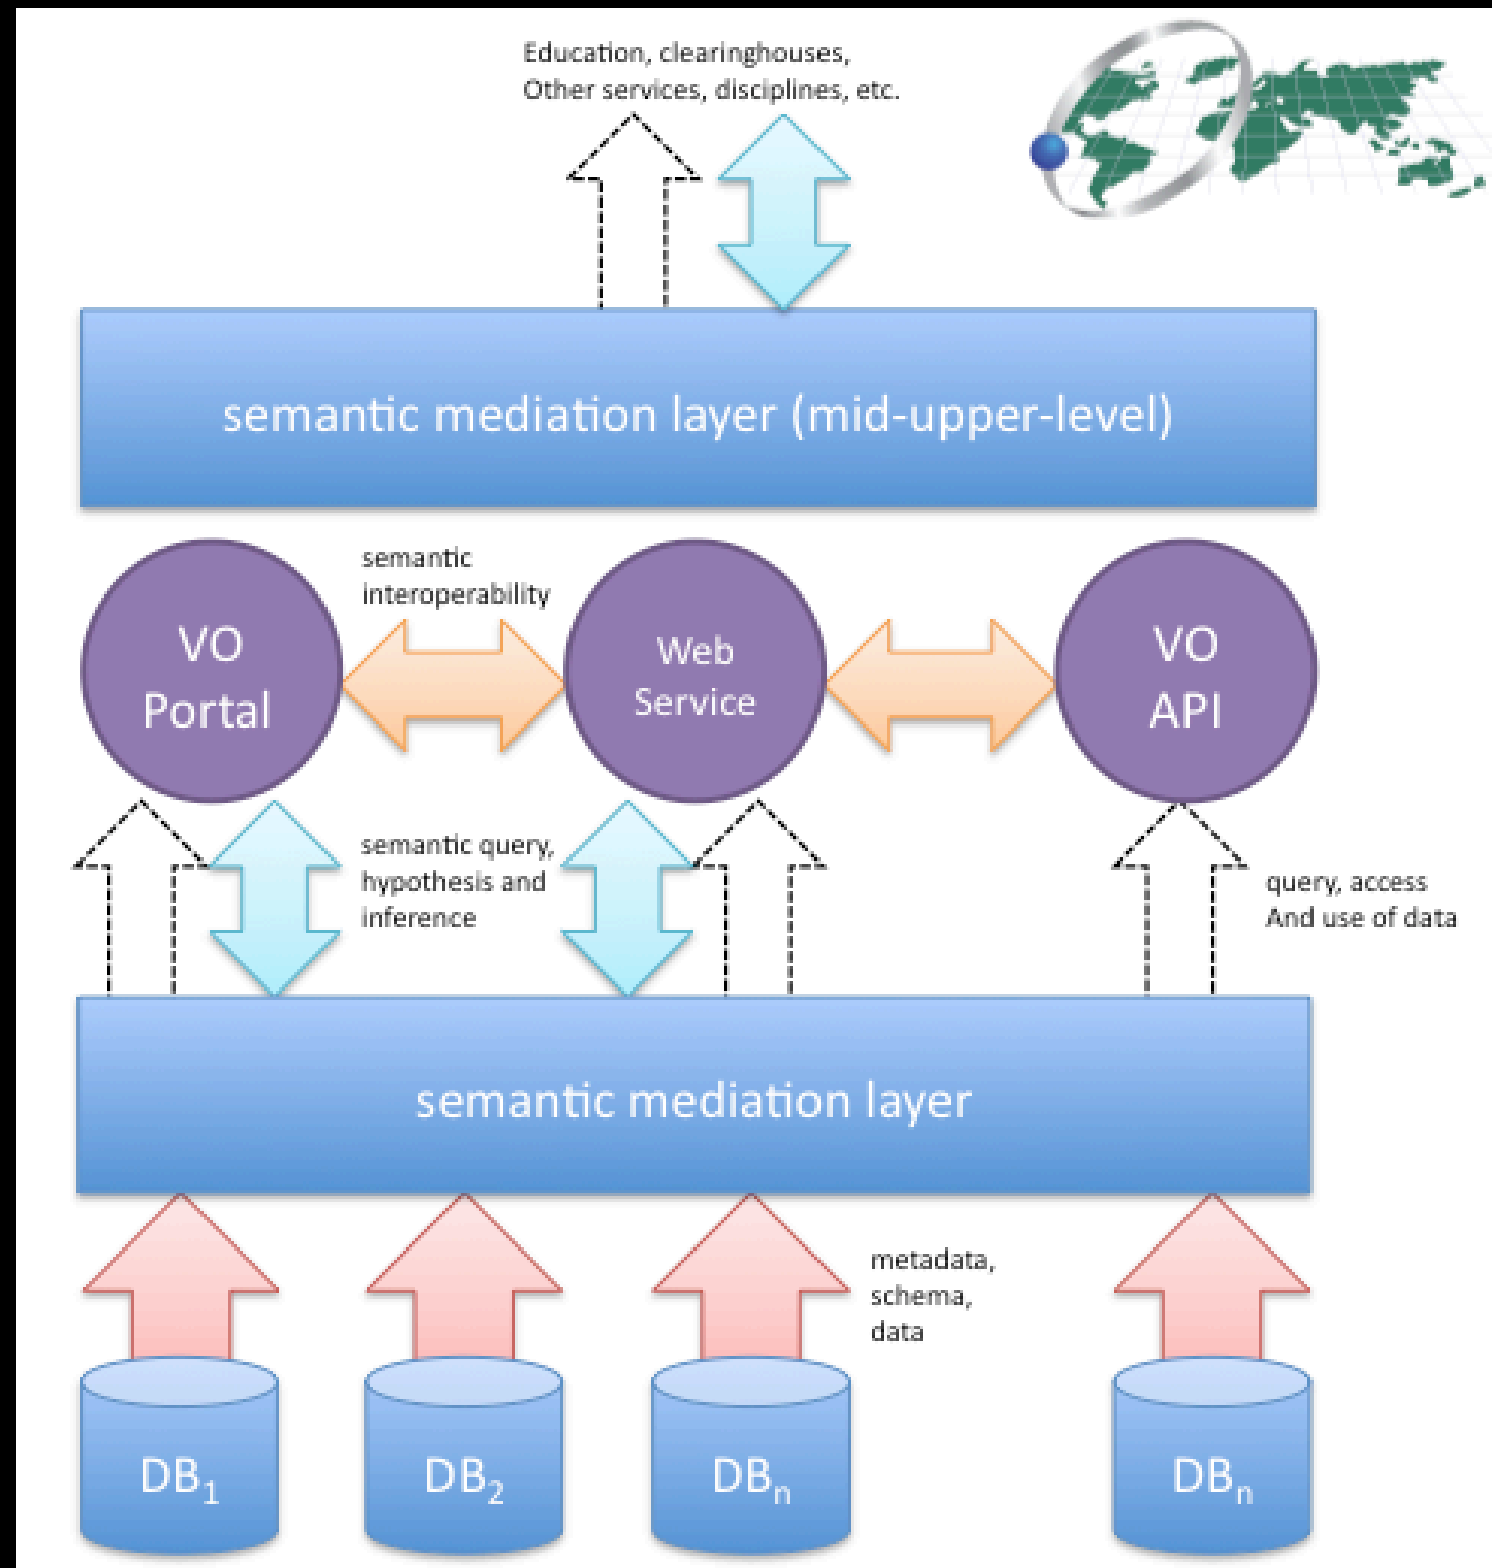 Education, clearinghouses,
Other services, disciplines, etc.
semantic mediation layer (mid-upper-level)
semantic
interoperability
VO
Portal
Web
Service
VO
API
semantic query,
hypothesis and
inference
query, access
And use of data
semantic mediation layer
metadata,
schema,
data
DB₁
DB₂
DBₙ
DBₙ